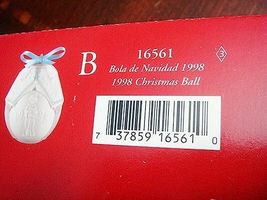 B
16561
Bola de Navidad 1998
1998 Christmas Ball
3
7 37859 16561 0